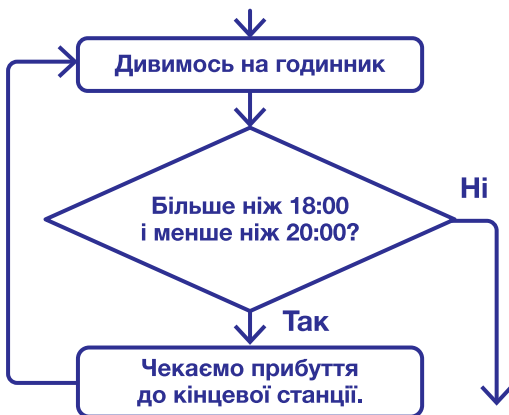 Дивимось на годинник
Більше ніж 18:00
і менше ніж 20:00?
Ні
Так
Чекаємо прибуття
до кінцевої станції.